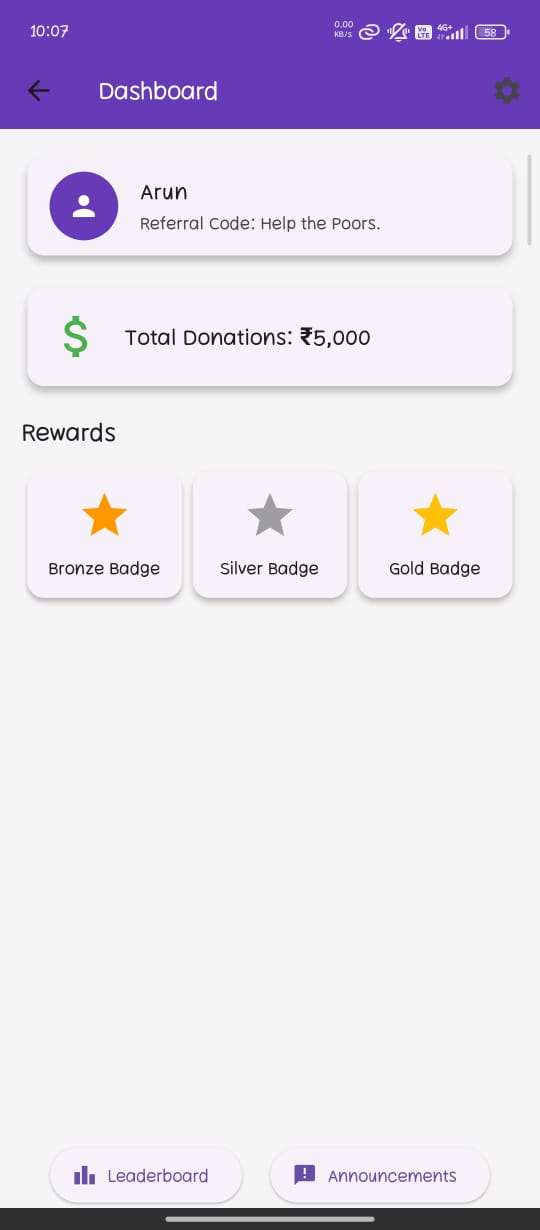 10:07
0.00
KB/S
Vo
LTE
4G+
58
Dashboard
Arun
Referral Code: Help the Poors.
$ Total Donations: ₹5,000
Rewards
Bronze Badge Silver Badge Gold Badge
Leaderboard Announcements